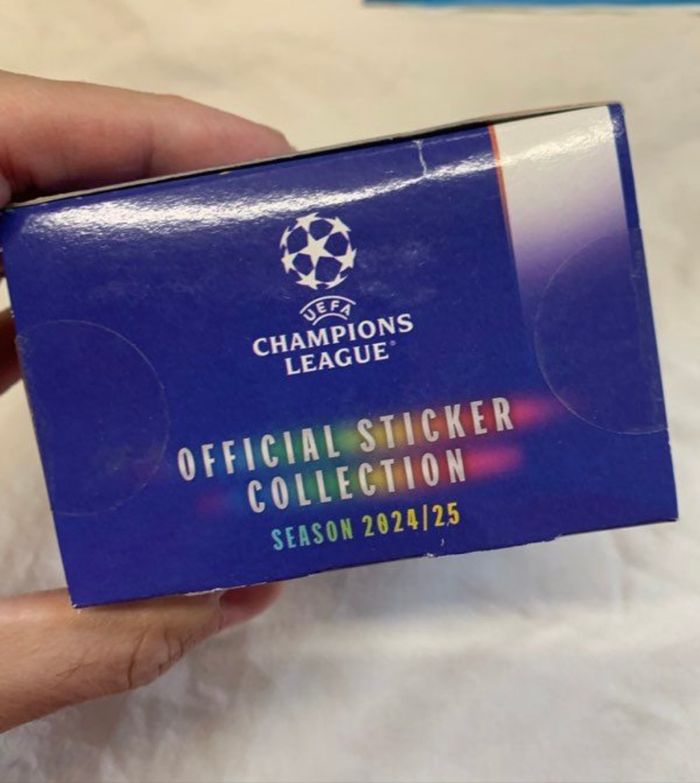 UEFA
CHAMPIONS
LEAGUE®
OFFICIAL STICKER
COLLECTION
SEASON 2024/25